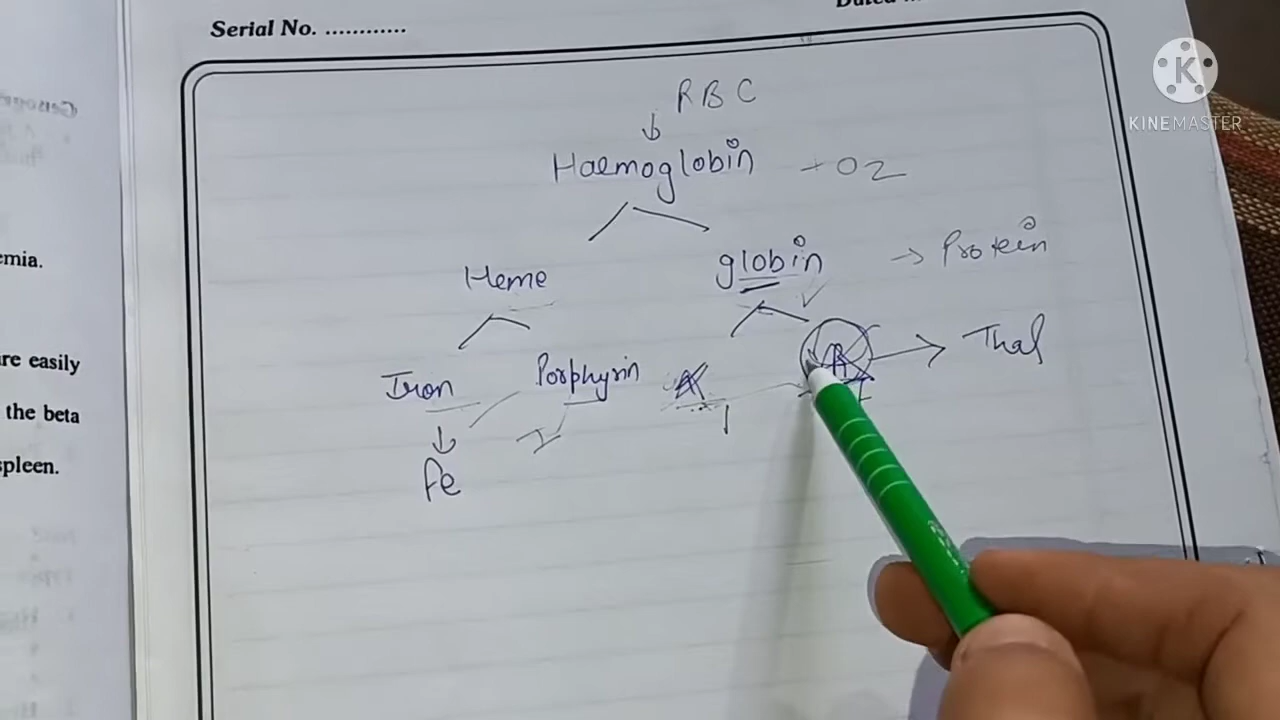 Serial No. ............
KINEMASTER
RBC
Haemoglobin → O2
Heme globin → Protein
Iron Porphyrin → Thal
Fe
emia.
re easily
the beta
spleen.